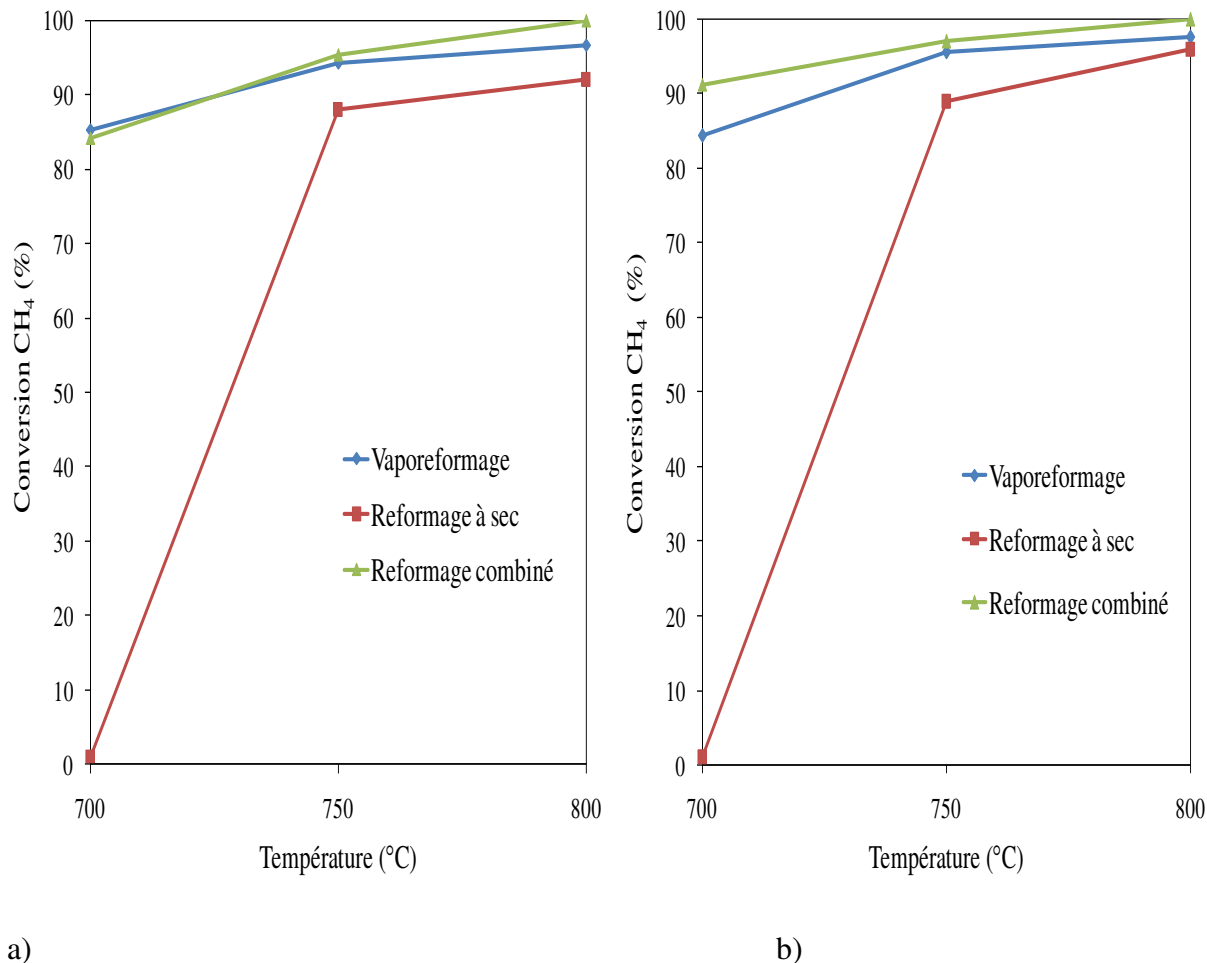 100
90
80
70
60
50
40
30
20
10
0
Conversion CH₄ (%)
Vaporeformage
Reformage à sec
Reformage combiné
700 750 800
Température (°C)
a)
100
90
80
70
60
50
40
30
20
10
0
Conversion CH₄ (%)
Vaporeformage
Reformage à sec
Reformage combiné
700 750 800
Température (°C)
b)